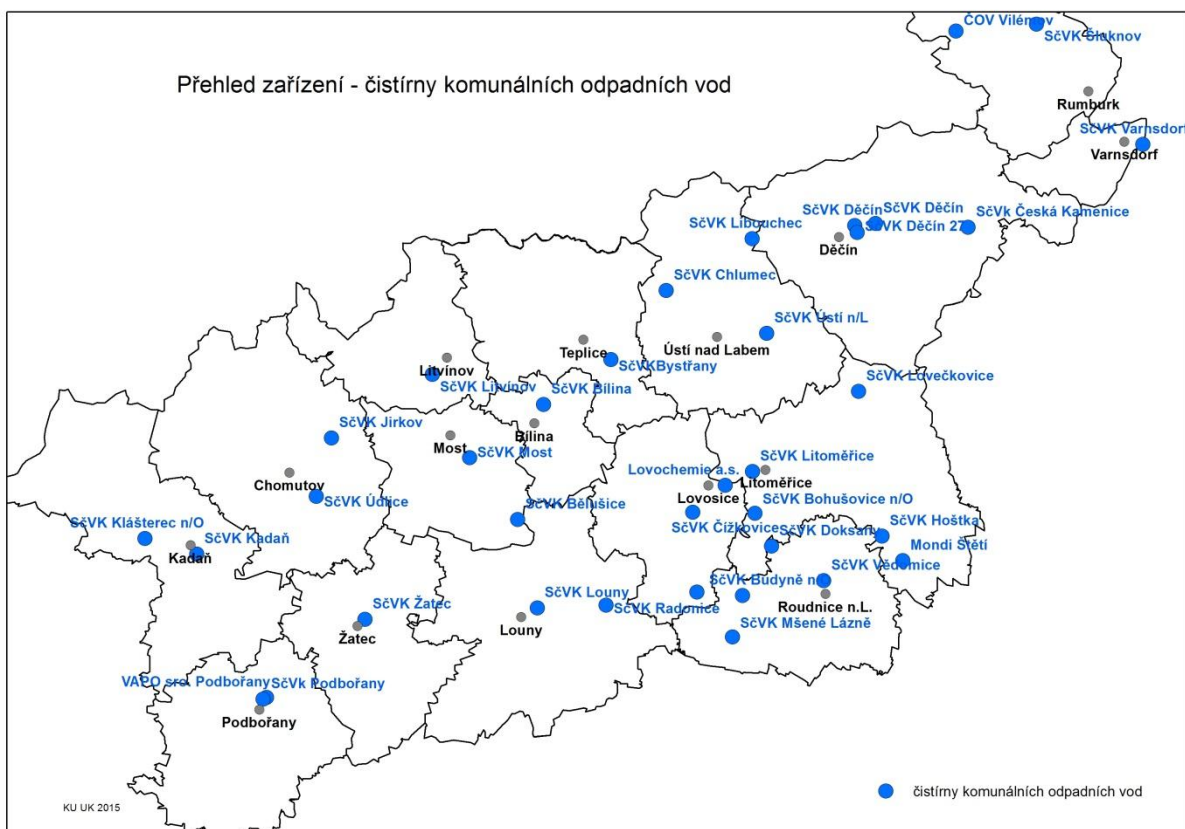 ČOV Vilémov
SčVK Šluknov
Přehled zařízení - čistírny komunálních odpadních vod
Rumburk
SčVK Varnsdorf
Varnsdorf
SčVK Děčín
SčVK Děčín
SčVk Česká Kamenice
SčVK Libouchec
SčVK Děčín 27
Děčín
SčVK Chlumec
SčVK Ústí n/L
Ústí nad Labem
Teplice
SčVKBystřany
Litvínov
SčVK Litvínov
SčVK Bílina
SčVK Lovečkovice
Bílina
SčVK Jirkov
Most
SčVK Most
SčVK Litoměřice
Lovochemie a.s.
Litoměřice
Chomutov
Lovosice
SčVK Údlice
SčVK Bělušice
SčVK Bohušovice n/O
SčVK Klášterec n/O
SčVK Kadaň
Kadaň
SčVK Čížkovice
SčVK Doksany
SčVK Hoštka
Mondi Štětí
SčVK Vědomice
SčVK Budyně n/O
Roudnice n.L.
SčVK Žatec
Žatec
SčVK Louny
Louny
SčVK Radonice
SčVK Mšené Lázně
VAPO sro. Podbořany
SčVk Podbořany
Podbořany
čistírny komunálních odpadních vod
KU UK 2015